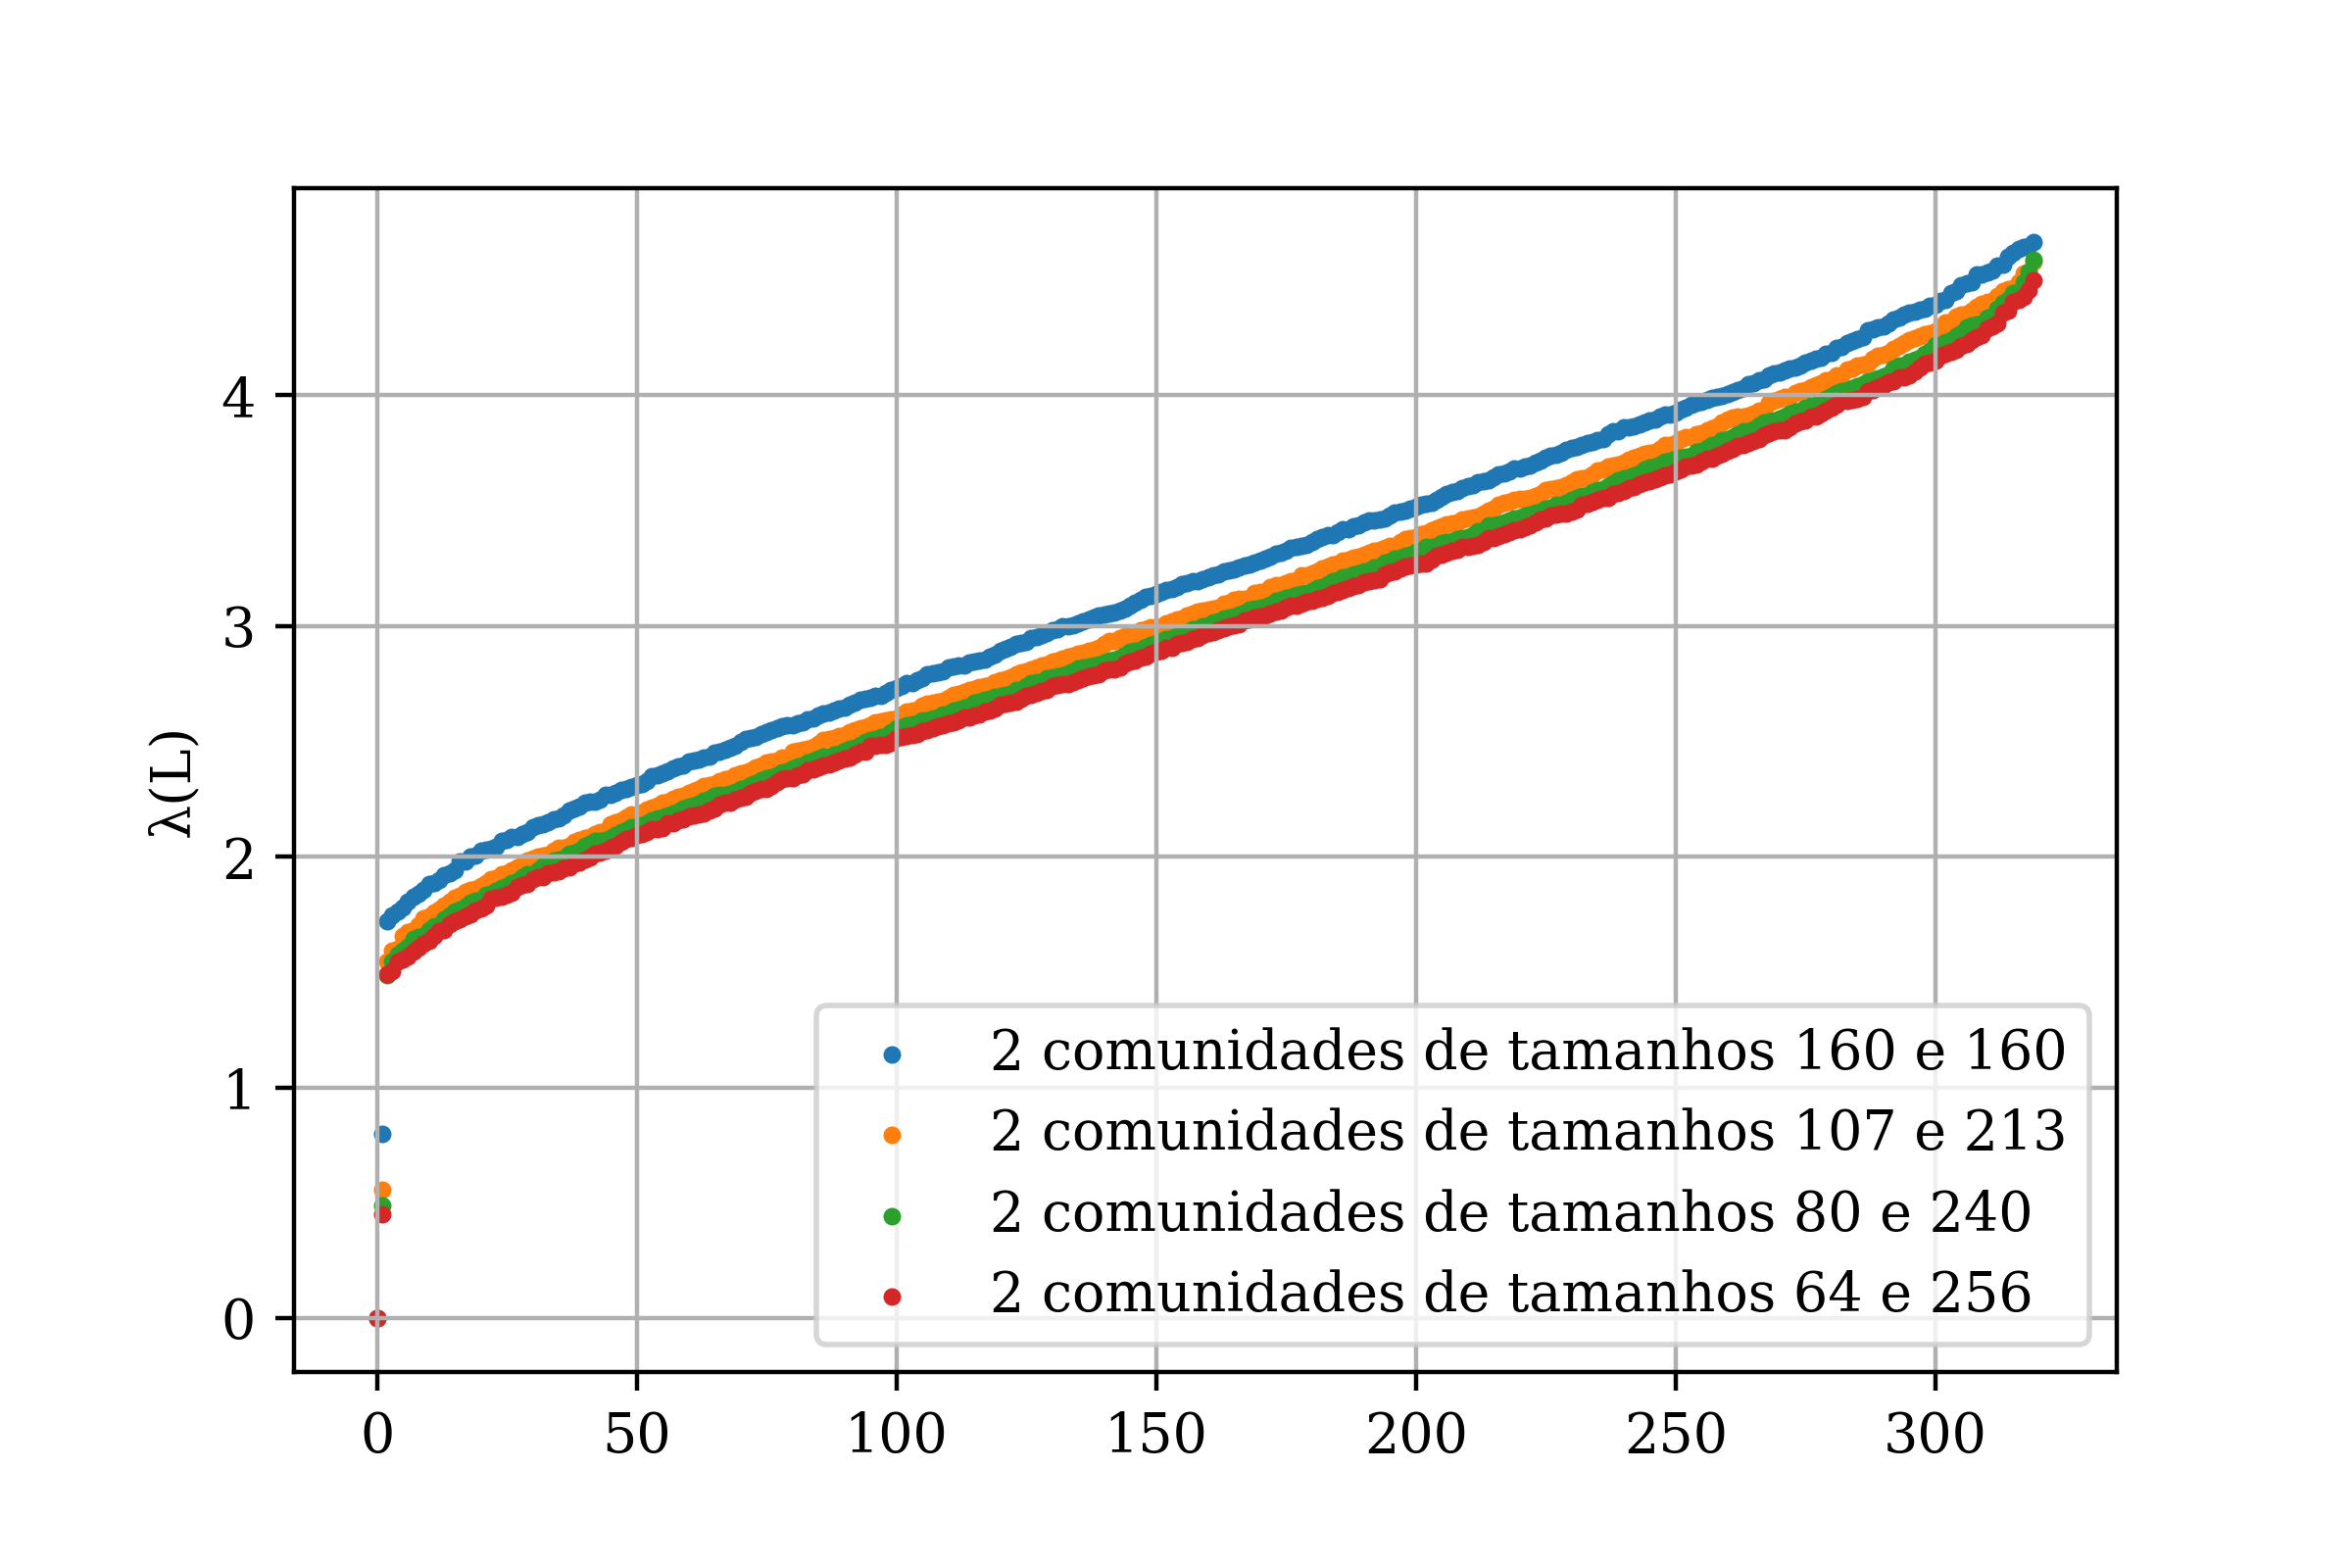 4
3
2
1
0
λ(L)
2 comunidades de tamanhos 160 e 160
2 comunidades de tamanhos 107 e 213
2 comunidades de tamanhos 80 e 240
2 comunidades de tamanhos 64 e 256
0 50 100 150 200 250 300